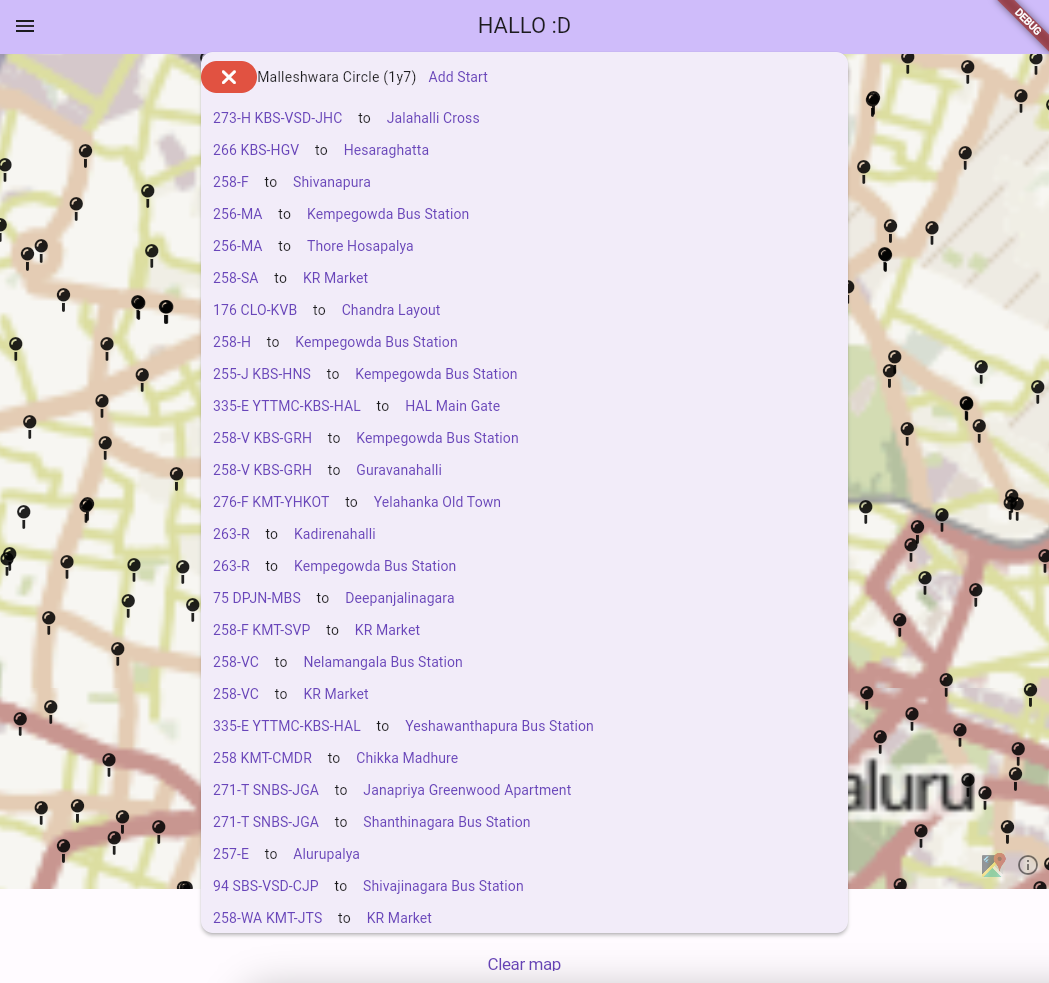 HALLO :D
DEBUG
Malleshwara Circle (1y7) Add Start
273-H KBS-VSD-JHC to Jalahalli Cross
266 KBS-HGV to Hesaraghatta
258-F to Shivanapura
256-MA to Kempegowda Bus Station
256-MA to Thore Hosapalya
258-SA to KR Market
176 CLO-KVB to Chandra Layout
258-H to Kempegowda Bus Station
255-J KBS-HNS to Kempegowda Bus Station
335-E YTTMC-KBS-HAL to HAL Main Gate
258-V KBS-GRH to Kempegowda Bus Station
258-V KBS-GRH to Guravanahalli
276-F KMT-YHKOT to Yelahanka Old Town
263-R to Kadirenahalli
263-R to Kempegowda Bus Station
75 DPJN-MBS to Deepanjalinagara
258-F KMT-SVP to KR Market
258-VC to Nelamangala Bus Station
258-VC to KR Market
335-E YTTMC-KBS-HAL to Yeshawanthapura Bus Station
258 KMT-CMDR to Chikka Madhure
271-T SNBS-JGA to Janapriya Greenwood Apartment
271-T SNBS-JGA to Shanthinagara Bus Station
257-E to Alurupalya
94 SBS-VSD-CJP to Shivajinagara Bus Station
258-WA KMT-JTS to KR Market
aluru
Clear map